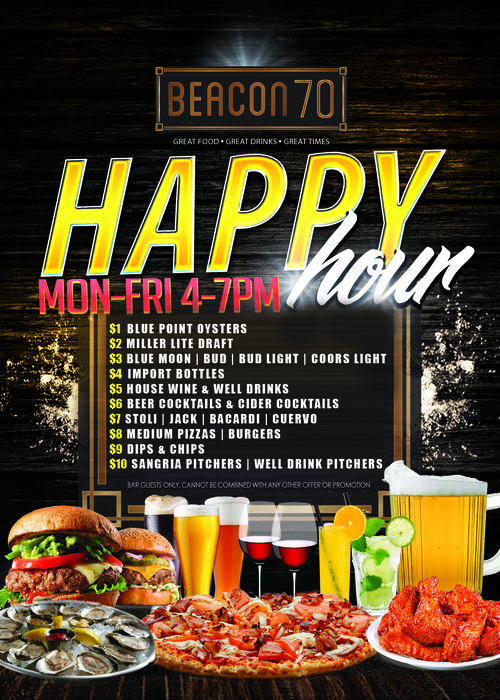 BEACON 70
GREAT FOOD • GREAT DRINKS • GREAT TIMES
HAPPY
hour
MON-FRI 4-7PM
$1 BLUE POINT OYSTERS
$2 MILLER LITE DRAFT
$3 BLUE MOON | BUD | BUD LIGHT | COORS LIGHT
$4 IMPORT BOTTLES
$5 HOUSE WINE & WELL DRINKS
$6 BEER COCKTAILS & CIDER COCKTAILS
$7 STOLI | JACK | BACARDI | CUERVO
$8 MEDIUM PIZZAS | BURGERS
$9 DIPS & CHIPS
$10 SANGRIA PITCHERS | WELL DRINK PITCHERS
BAR GUESTS ONLY. CANNOT BE COMBINED WITH ANY OTHER OFFER OR PROMOTION